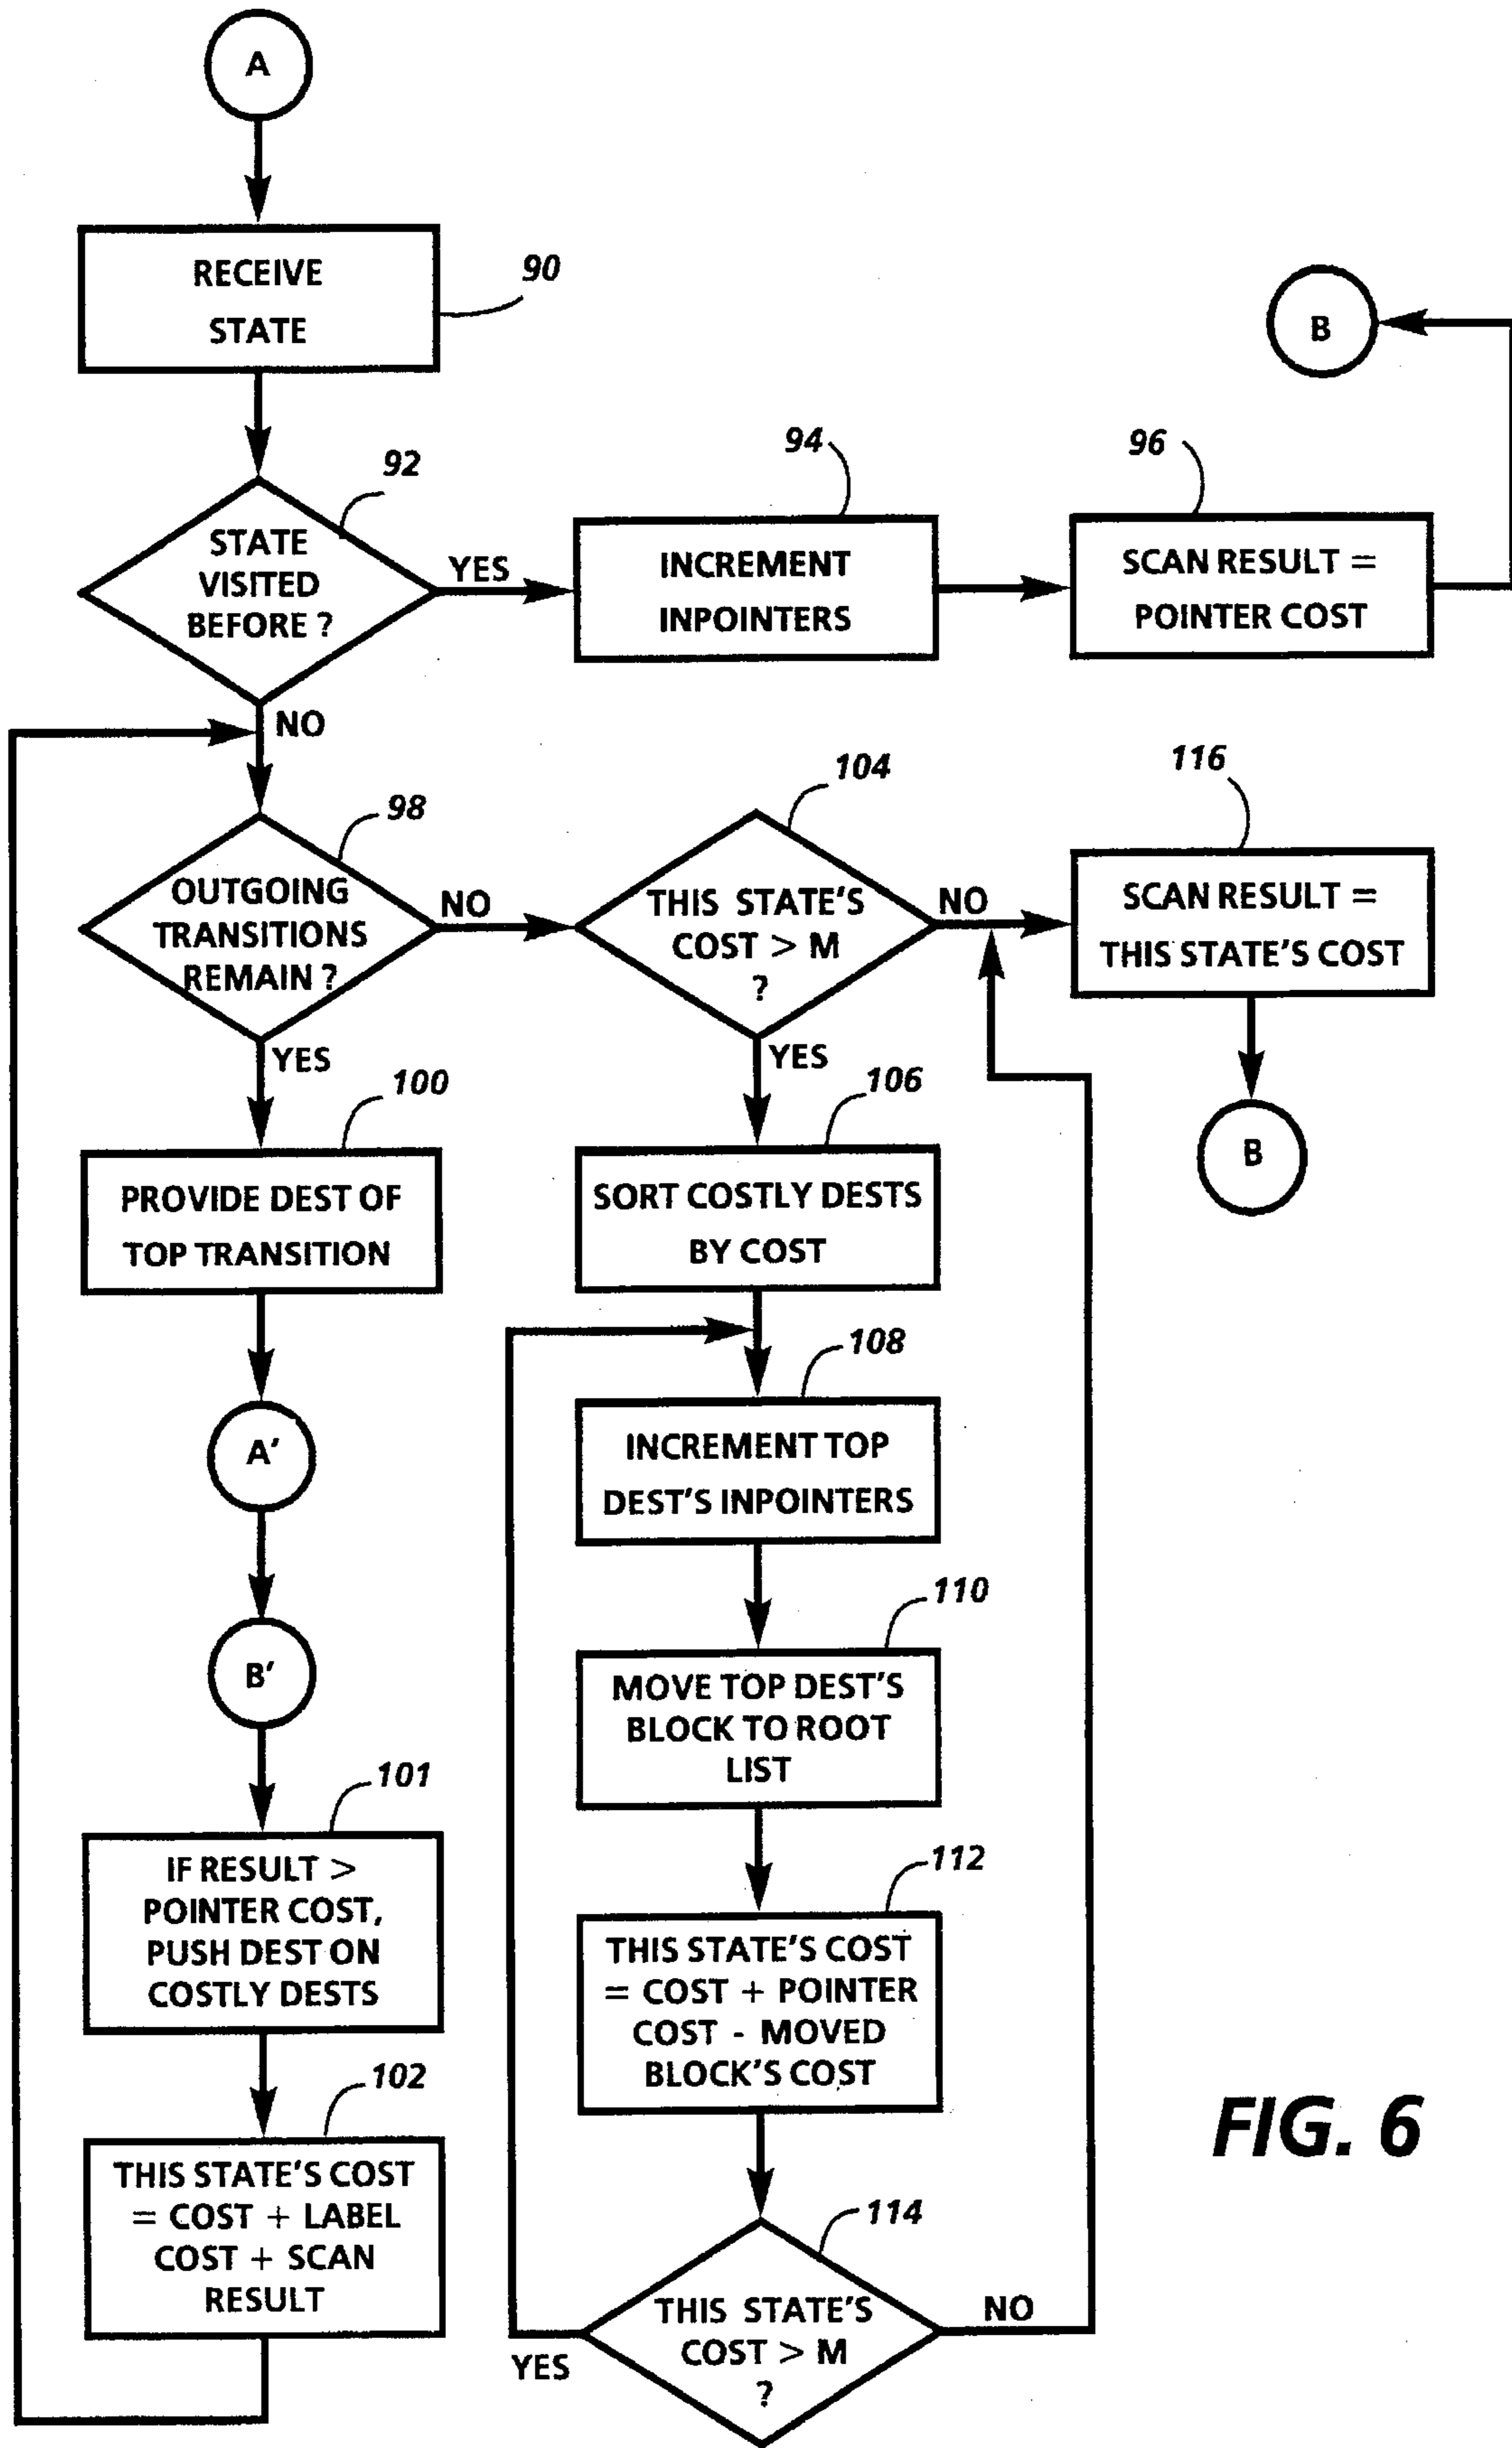 A
RECEIVE
STATE
90
B
92
STATE
VISITED
BEFORE ?
YES
NO
94
INCREMENT
INPOINTERS
96
SCAN RESULT =
POINTER COST
98
OUTGOING
TRANSITIONS
REMAIN ?
NO
YES
104
THIS STATE'S
COST > M
?
NO
YES
116
SCAN RESULT =
THIS STATE'S COST
B
100
PROVIDE DEST OF
TOP TRANSITION
A'
B'
101
IF RESULT >
POINTER COST,
PUSH DEST ON
COSTLY DESTS
102
THIS STATE'S COST
= COST + LABEL
COST + SCAN
RESULT
106
SORT COSTLY DESTS
BY COST
108
INCREMENT TOP
DEST'S INPOINTERS
110
MOVE TOP DEST'S
BLOCK TO ROOT
LIST
112
THIS STATE'S COST
= COST + POINTER
COST - MOVED
BLOCK'S COST
114
THIS STATE'S
COST > M
?
YES
NO
FIG. 6